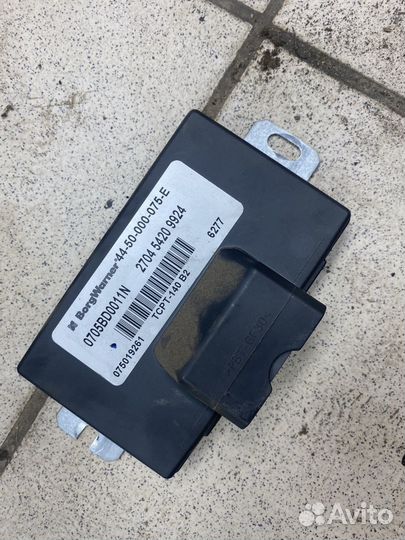 BorgWarner 44-50-000-075-E
0705BD0011N 2704 5420 9924
075019261 TCPT-140 B2 6277
Avito